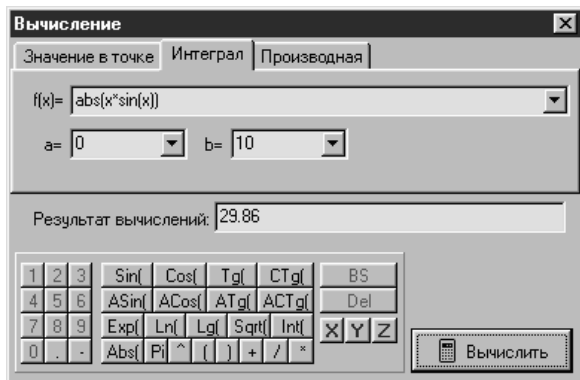 Вычисление
Значение в точке Интеграл Производная
f(x)= abs(x*sin(x))
a= 0 b= 10
Результат вычислений: 29.86
1 2 3 Sin( Cos( Tg( CTg( BS
4 5 6 ASin( ACos( ATg( ACTg( Del
7 8 9 Exp( Ln( Lg( Sqrt( Int( X Y Z
0 . - Abs( Pi ^ ( ) + / * Вычислить